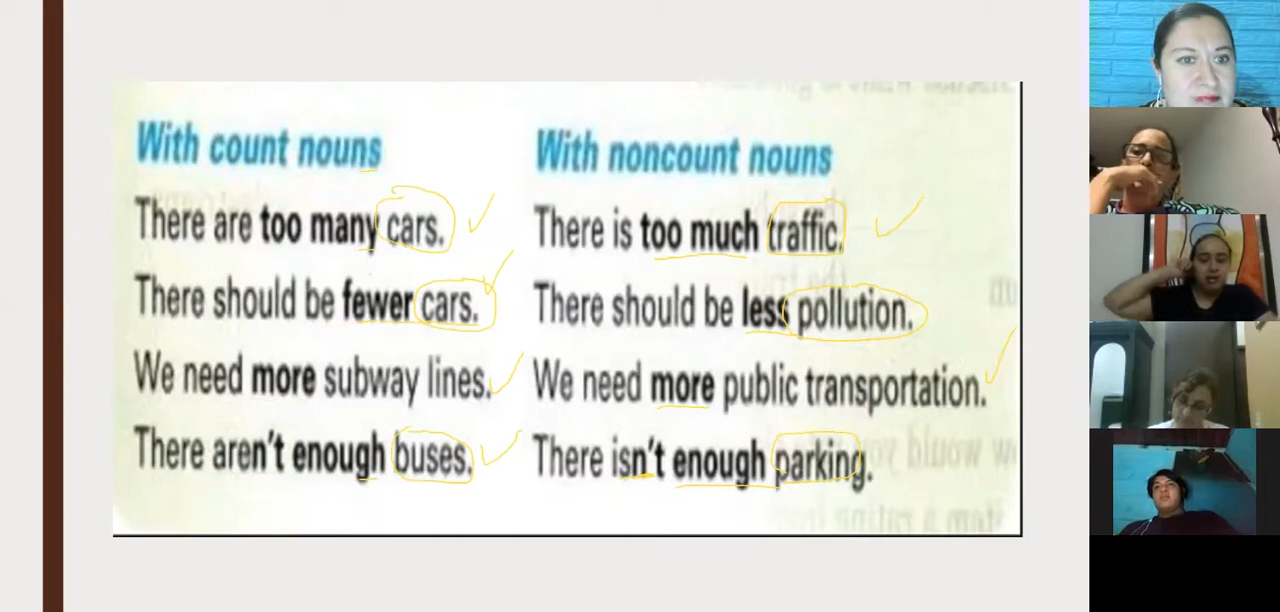 With count nouns
There are too many cars.
There should be fewer cars.
We need more subway lines.
There aren't enough buses.
With noncount nouns
There is too much traffic.
There should be less pollution.
We need more public transportation.
There isn't enough parking.